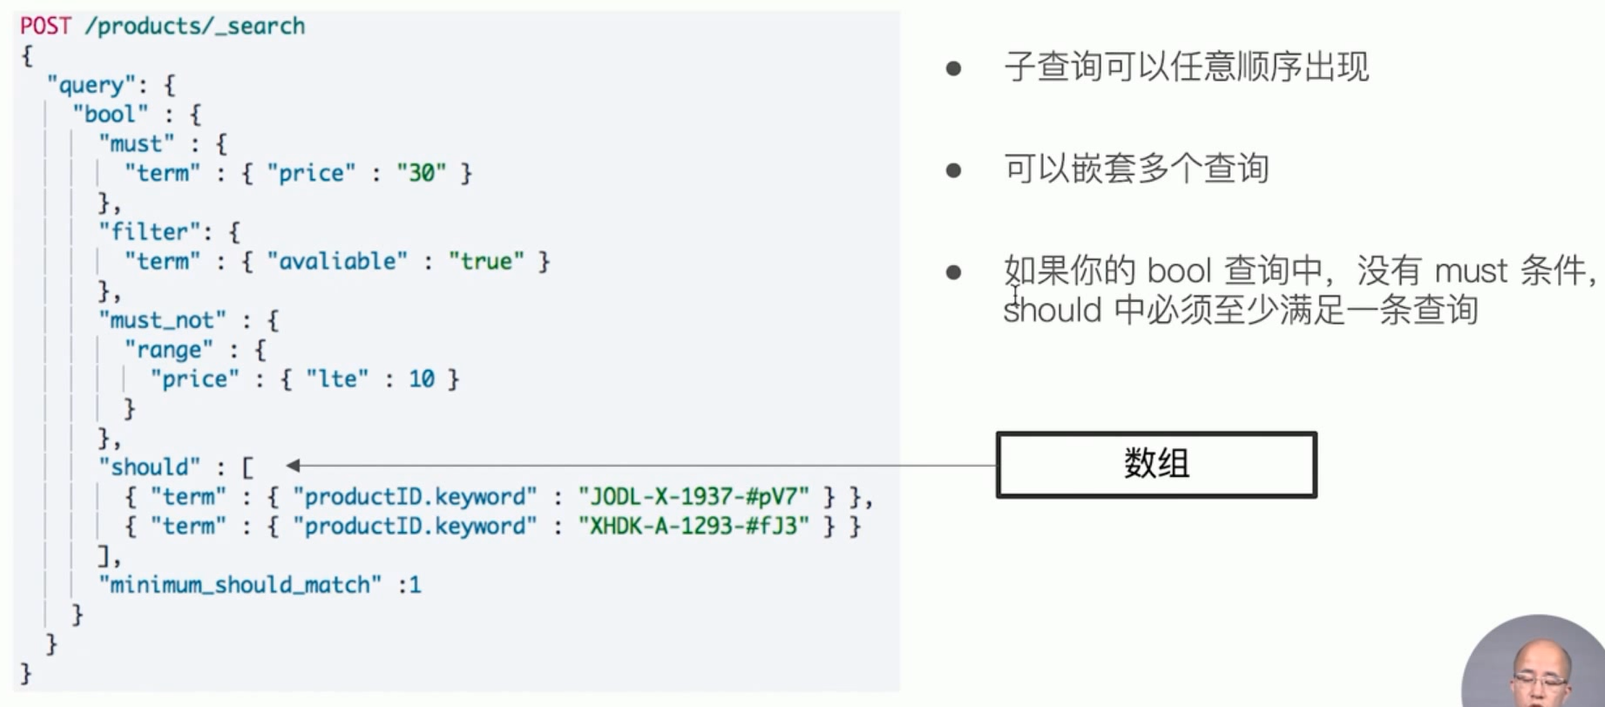 POST /products/_search
{
"query": {
"bool" : {
"must" : {
"term" : { "price" : "30" }
},
"filter": {
"term" : { "avaliable" : "true" }
},
"must_not" : {
"range" : {
"price" : { "lte" : 10 }
}
},
"should" : [
{ "term" : { "productID.keyword" : "JODL-X-1937-#pV7" } },
{ "term" : { "productID.keyword" : "XHDK-A-1293-#fJ3" } }
],
"minimum_should_match" :1
}
}
}
● 子查询可以任意顺序出现
● 可以嵌套多个查询
● 如果你的 bool 查询中，没有 must 条件，
should 中必须至少满足一条查询
数组